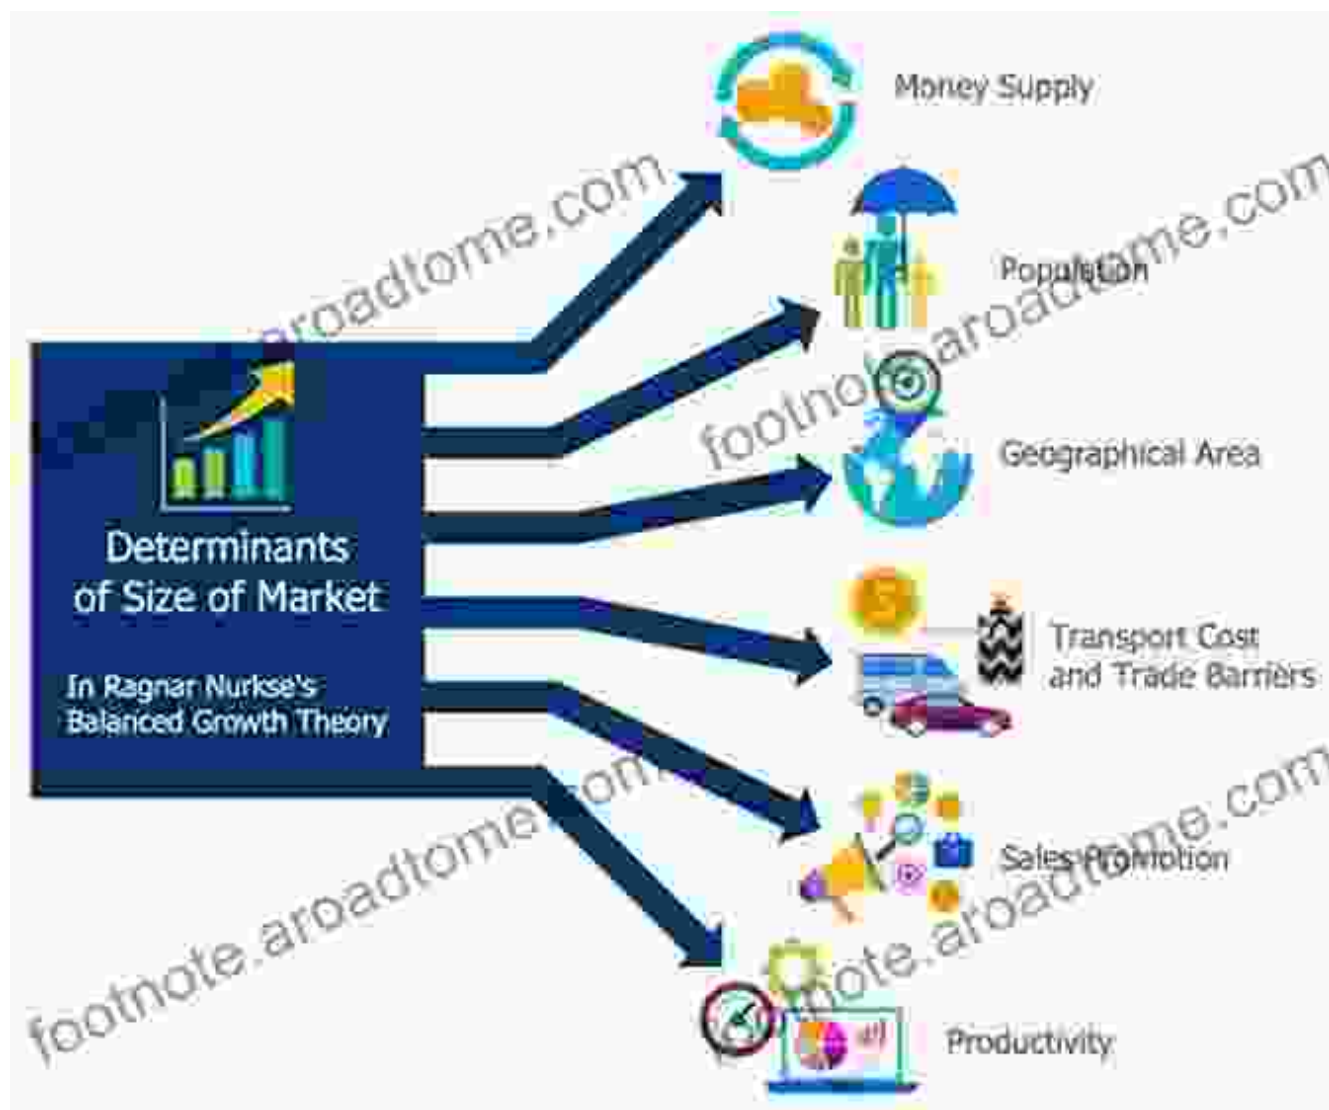 Money Supply
Population
Geographical Area
Determinants
of Size of Market
In Ragnar Nurkse's
Balanced Growth Theory
Transport Cost
and Trade Barriers
Sales Promotion
Productivity
footnote.aroadtome.com
footnote.aroadtome.com
footnote.aroadtome.com
footnote.aroadtome.com